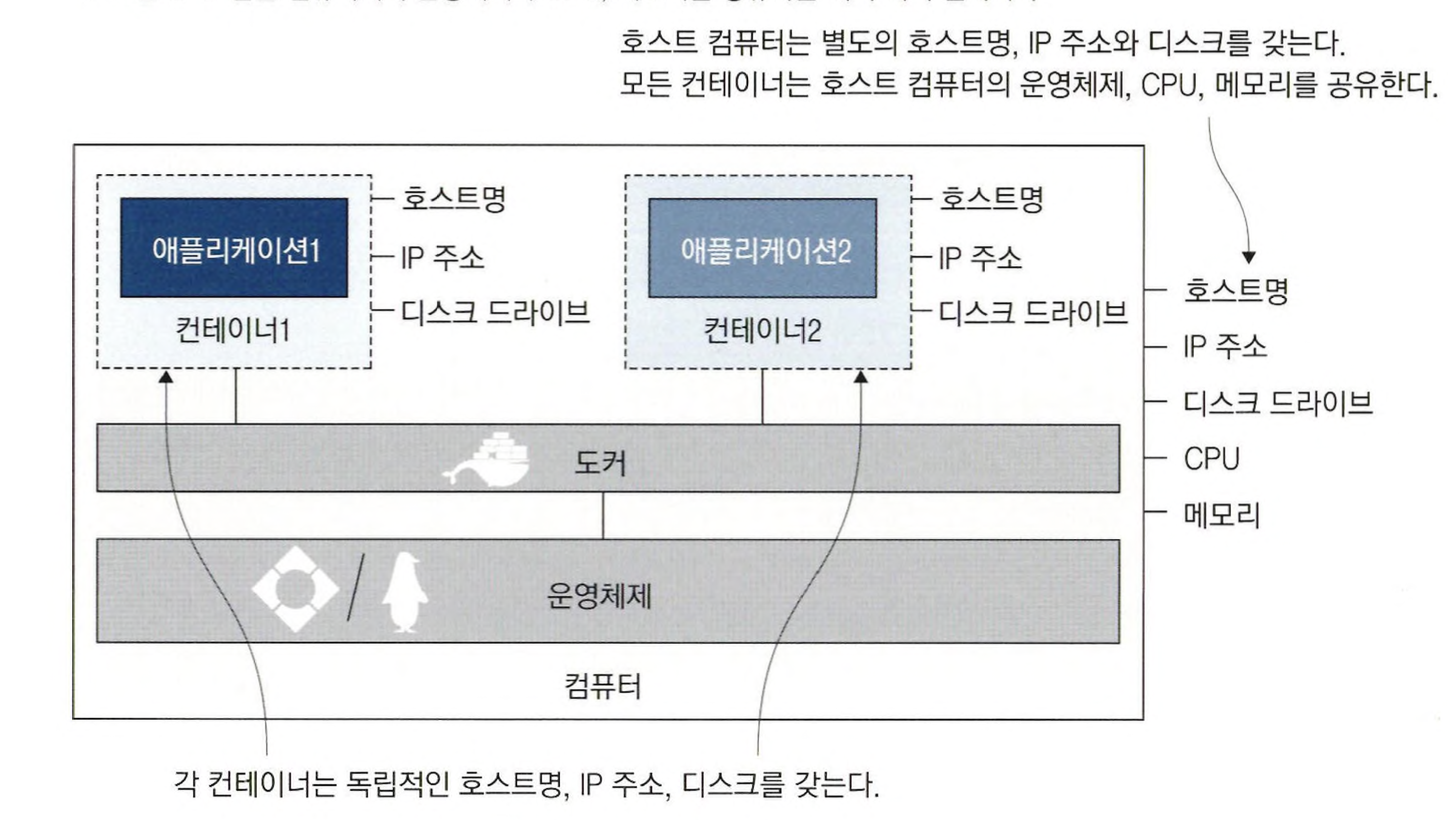 호스트 컴퓨터는 별도의 호스트명, IP 주소와 디스크를 갖는다.
모든 컨테이너는 호스트 컴퓨터의 운영체제, CPU, 메모리를 공유한다.
애플리케이션1
컨테이너1
호스트명
IP 주소
디스크 드라이브
애플리케이션2
컨테이너2
호스트명
IP 주소
디스크 드라이브
호스트명
IP 주소
디스크 드라이브
CPU
메모리
도커
운영체제
컴퓨터
각 컨테이너는 독립적인 호스트명, IP 주소, 디스크를 갖는다.